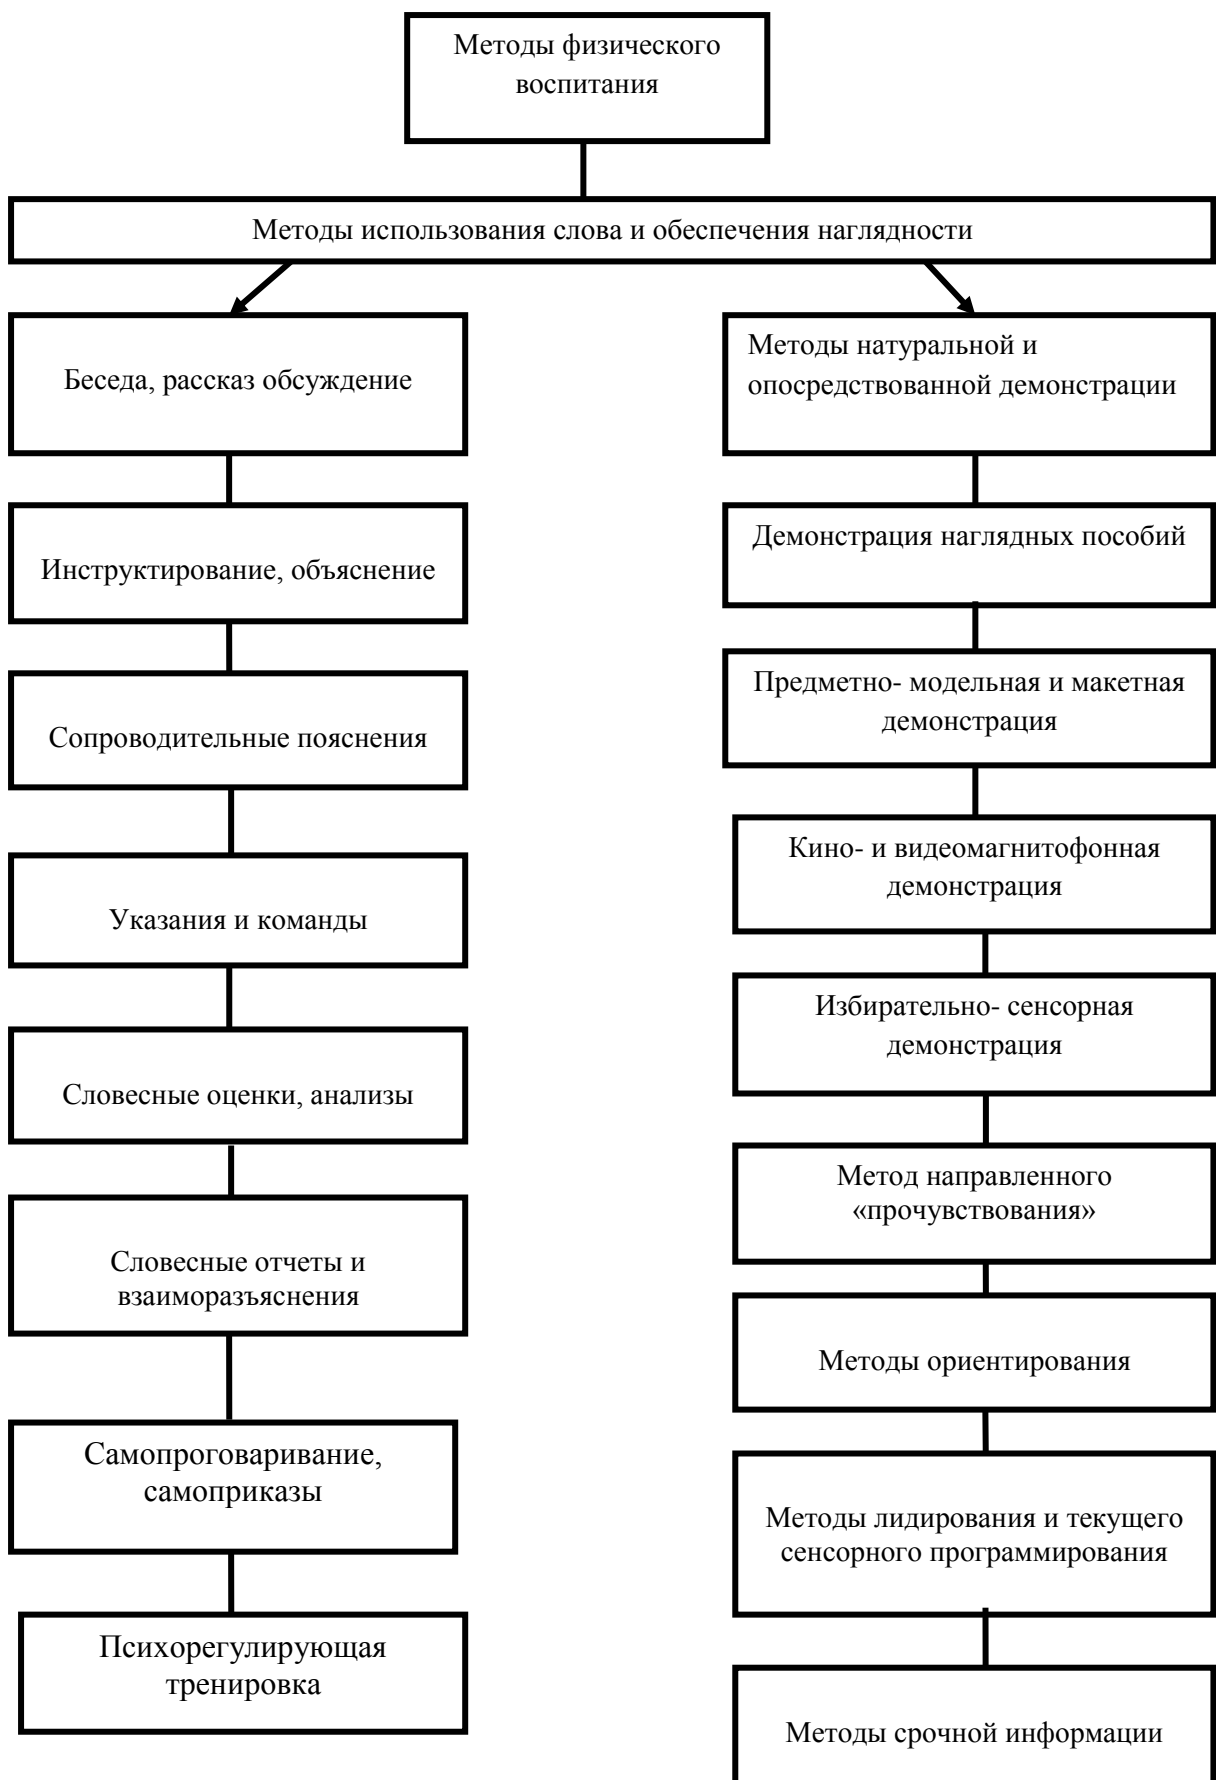 Методы физического
воспитания
Методы использования слова и обеспечения наглядности
Беседа, рассказ обсуждение
Инструктирование, объяснение
Сопроводительные пояснения
Указания и команды
Словесные оценки, анализы
Словесные отчеты и
взаиморазъяснения
Самопроговаривание,
самоприказы
Психорегулирующая
тренировка
Методы натуральной и
опосредствованной демонстрации
Демонстрация наглядных пособий
Предметно- модельная и макетная
демонстрация
Кино- и видеомагнитофонная
демонстрация
Избирательно- сенсорная
демонстрация
Метод направленного
«прочувствования»
Методы ориентирования
Методы лидирования и текущего
сенсорного программирования
Методы срочной информации